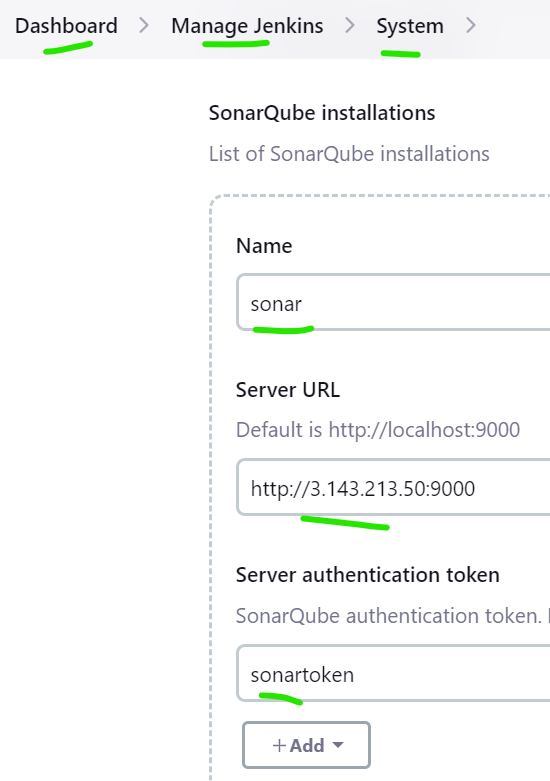 Dashboard > Manage Jenkins > System >
SonarQube installations
List of SonarQube installations
Name
sonar
Server URL
Default is http://localhost:9000
http://3.143.213.50:9000
Server authentication token
SonarQube authentication token.
sonartoken
+ Add